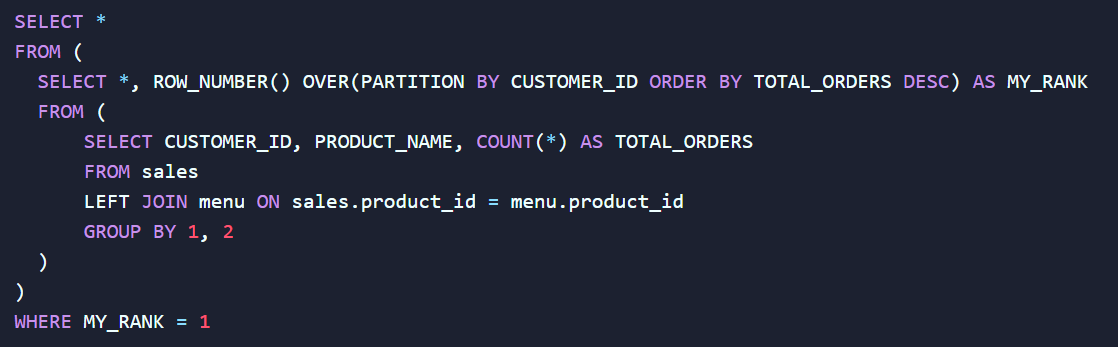 SELECT *
FROM (
SELECT *, ROW_NUMBER() OVER(PARTITION BY CUSTOMER_ID ORDER BY TOTAL_ORDERS DESC) AS MY_RANK
FROM (
SELECT CUSTOMER_ID, PRODUCT_NAME, COUNT(*) AS TOTAL_ORDERS
FROM sales
LEFT JOIN menu ON sales.product_id = menu.product_id
GROUP BY 1, 2
)
)
WHERE MY_RANK = 1